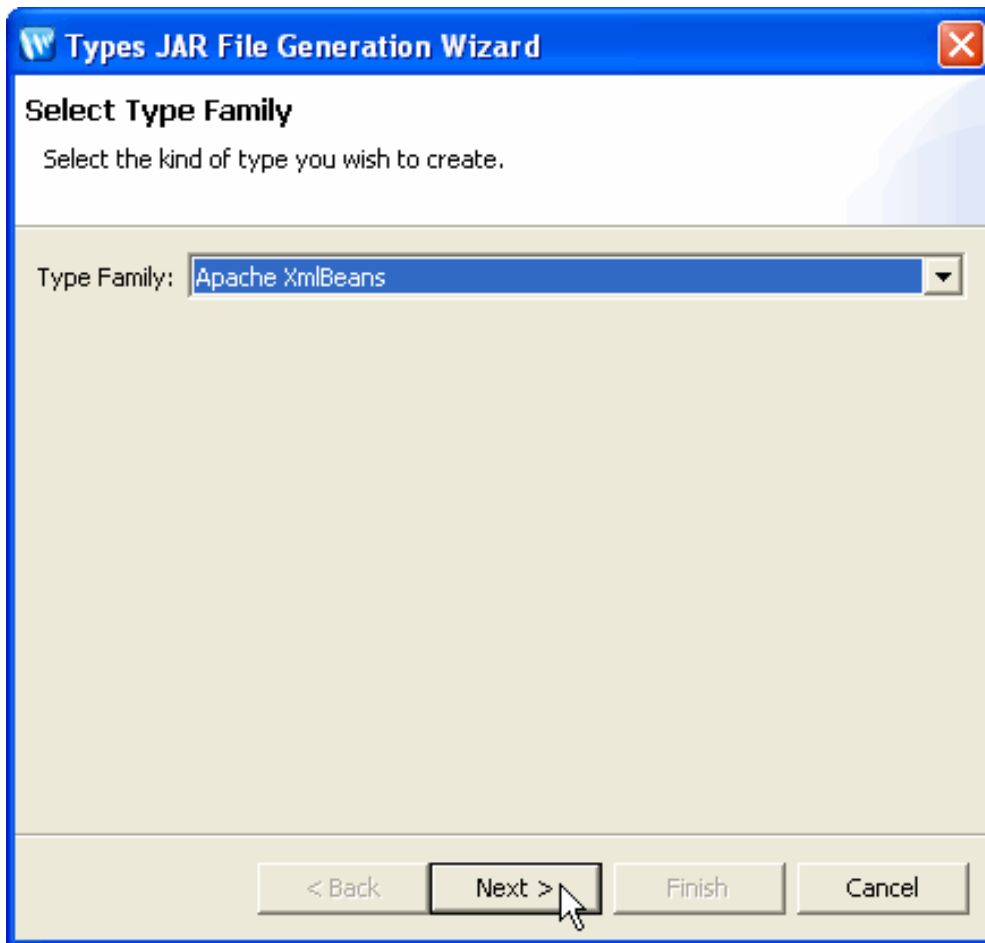 Types JAR File Generation Wizard
Select Type Family
Select the kind of type you wish to create.
Type Family: Apache XmlBeans
< Back Next > Finish Cancel